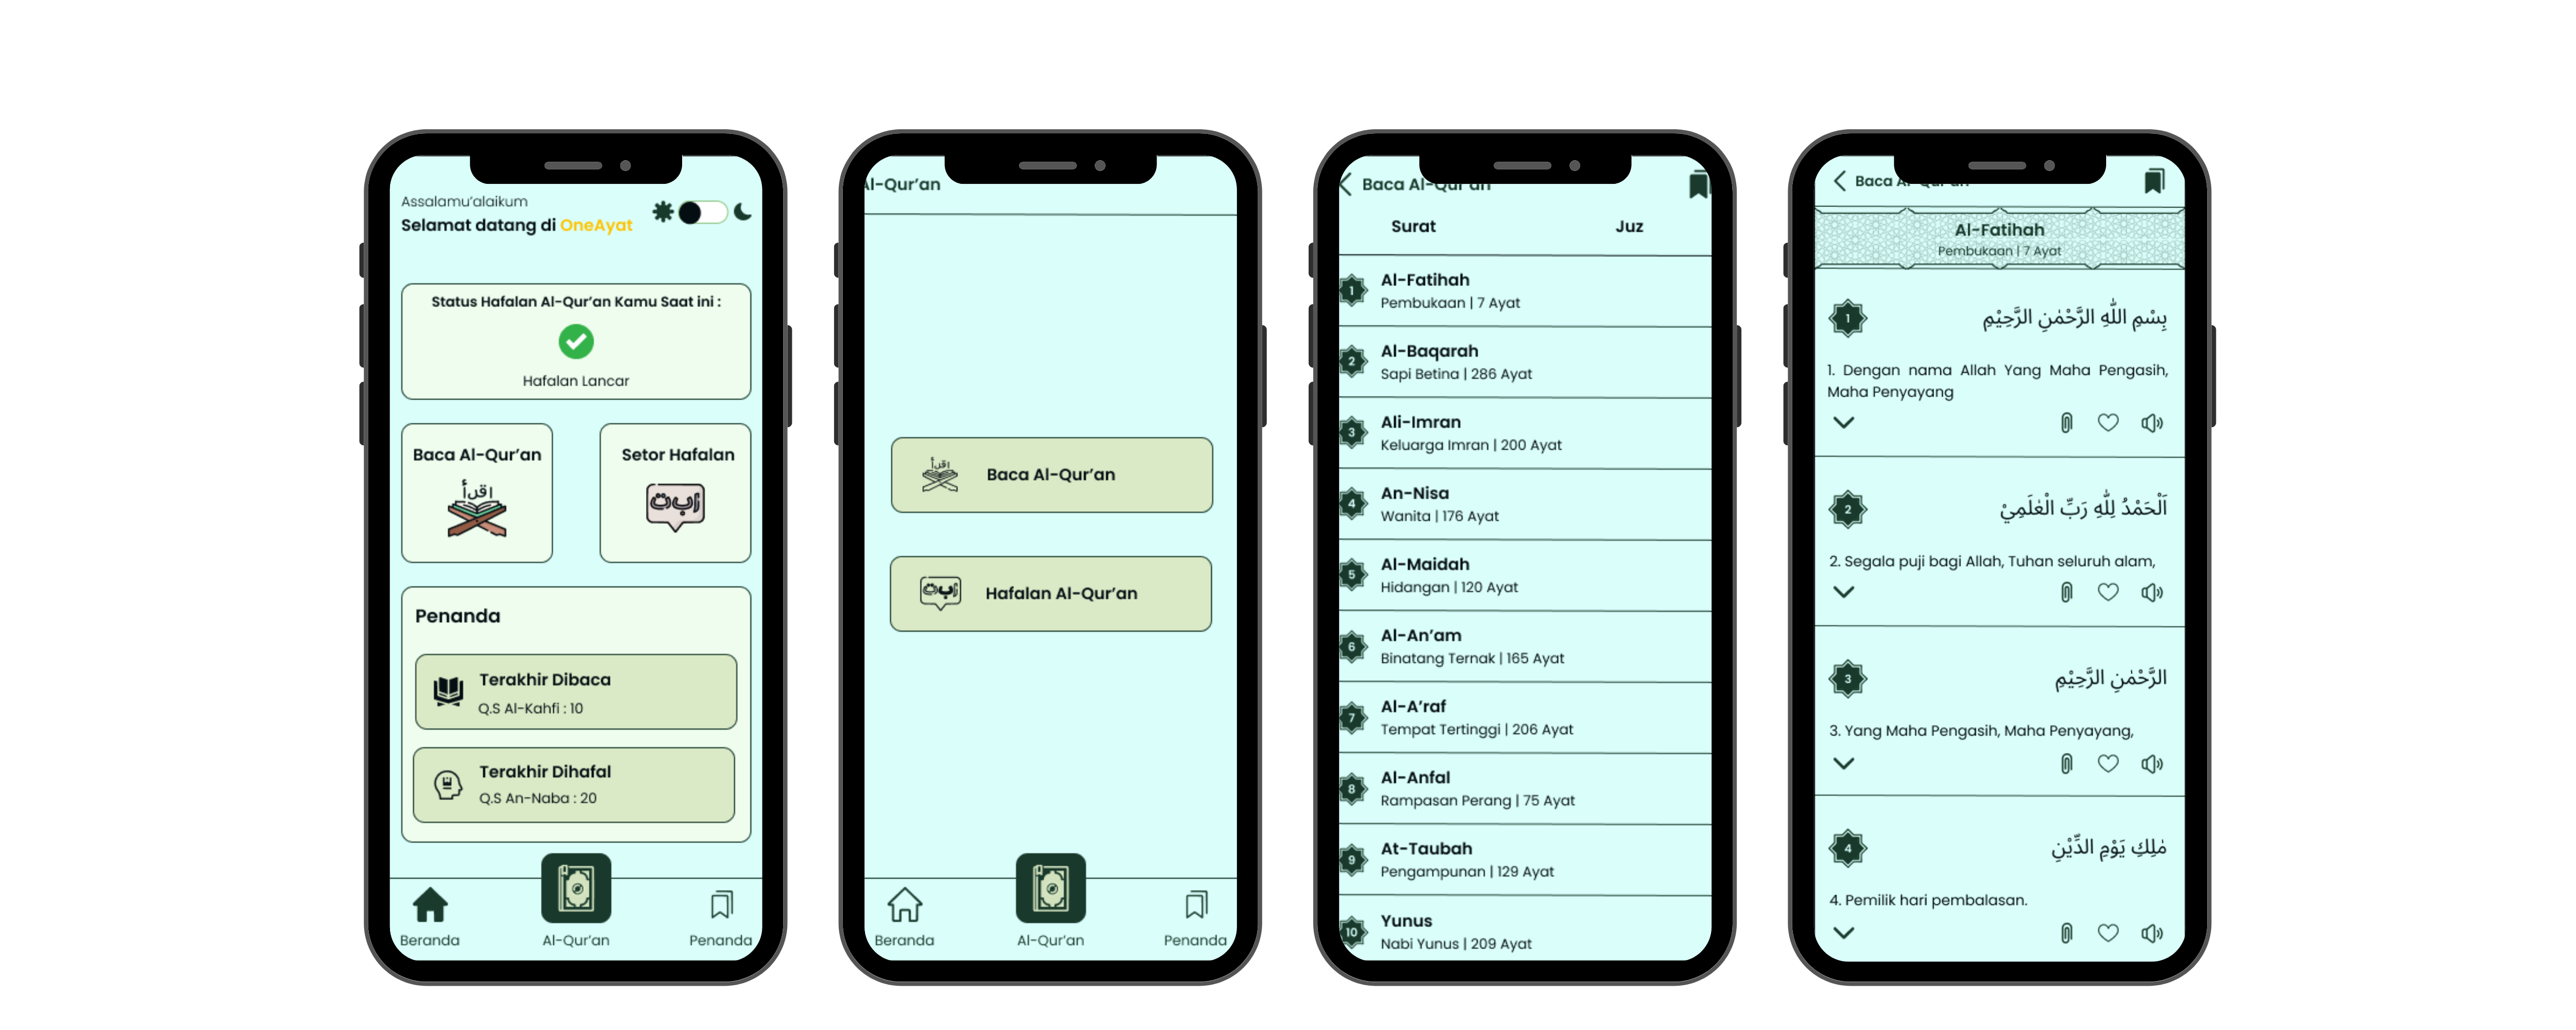 Assalamu'alaikum
Selamat datang di OneAyat
Status Hafalan Al-Qur'an Kamu Saat ini :
Hafalan Lancar
Baca Al-Qur'an
Setor Hafalan
اقرأ
أب ت
Penanda
Terakhir Dibaca
Q.S Al-Kahfi : 10
Terakhir Dihafal
Q.S An-Naba : 20
Beranda
Al-Qur'an
Penanda
Al-Qur'an
اقرأ
Baca Al-Qur'an
أب ت
Hafalan Al-Qur'an
Beranda
Al-Qur'an
Penanda
Baca Al-Qur'an
Surat
Juz
1
Al-Fatihah
Pembukaan | 7 Ayat
2
Al-Baqarah
Sapi Betina | 286 Ayat
3
Ali-Imran
Keluarga Imran | 200 Ayat
4
An-Nisa
Wanita | 176 Ayat
5
Al-Maidah
Hidangan | 120 Ayat
6
Al-An'am
Binatang Ternak | 165 Ayat
7
Al-A'raf
Tempat Tertinggi | 206 Ayat
8
Al-Anfal
Rampasan Perang | 75 Ayat
9
At-Taubah
Pengampunan | 129 Ayat
10
Yunus
Nabi Yunus | 209 Ayat
Baca Al-Qur'an
Al-Fatihah
Pembukaan | 7 Ayat
1
بِسْمِ اللّٰهِ الرَّحْمٰنِ الرَّحِيْمِ
1. Dengan nama Allah Yang Maha Pengasih,
Maha Penyayang
2
اَلْحَمْدُ لِلّٰهِ رَبِّ الْعٰلَمِيْ
2. Segala puji bagi Allah, Tuhan seluruh alam,
3
الرَّحْمٰنِ الرَّحِيْمِ
3. Yang Maha Pengasih, Maha Penyayang,
4
مٰلِكِ يَوْمِ الدِّيْنِ
4. Pemilik hari pembalasan.